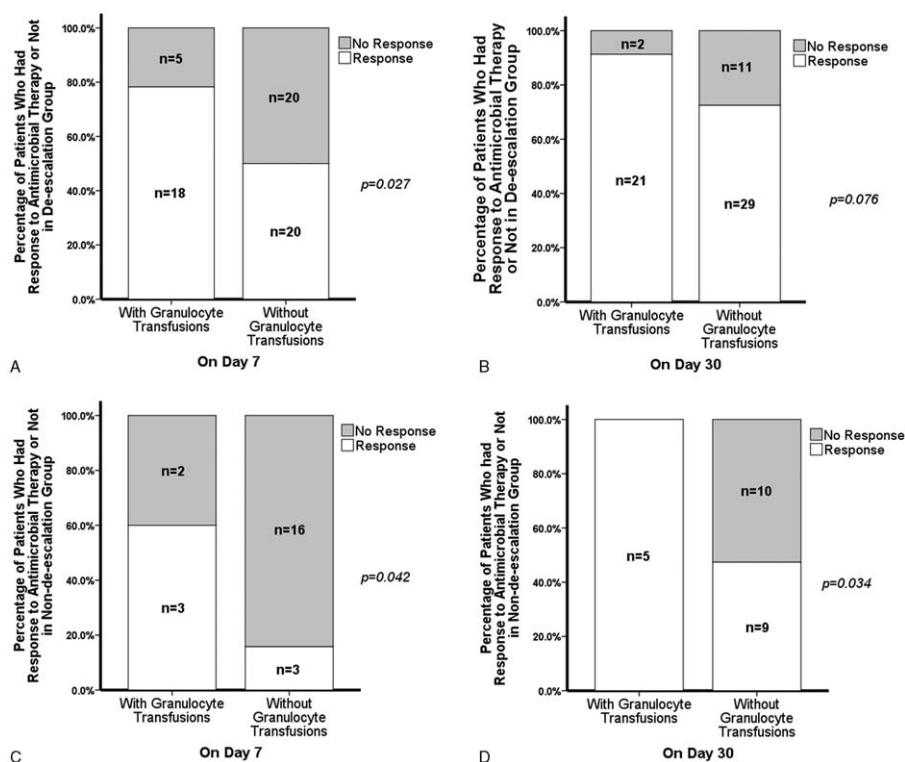 Percentage of Patients Who Had
Response to Antimicrobial Therapy or Not
in De-escalation Group
100.0%
80.0%
60.0%
40.0%
20.0%
0.0%
n=5
n=18
n=20
n=20
No Response
Response
p=0.027
With Granulocyte
Transfusions
Without
Granulocyte
Transfusions
A
On Day 7
Percentage of Patients Who Had
Response to Antimicrobial Therapy
or Not in De-escalation Group
100.0%
80.0%
60.0%
40.0%
20.0%
0.0%
n=2
n=21
n=11
n=29
No Response
Response
p=0.076
With Granulocyte
Transfusions
Without
Granulocyte
Transfusions
B
On Day 30
Percentage of Patients Who Had
Response to Antimicrobial Therapy or Not
in Non-de-escalation Group
100.0%
80.0%
60.0%
40.0%
20.0%
0.0%
n=2
n=3
n=16
n=3
No Response
Response
p=0.042
With Granulocyte
Transfusions
Without
Granulocyte
Transfusions
C
On Day 7
Percentage of Patients Who had
Response to Antimicrobial Therapy or Not
in Non-de-escalation Group
100.0%
80.0%
60.0%
40.0%
20.0%
0.0%
n=5
n=10
n=9
No Response
Response
p=0.034
With Granulocyte
Transfusions
Without
Granulocyte
Transfusions
D
On Day 30